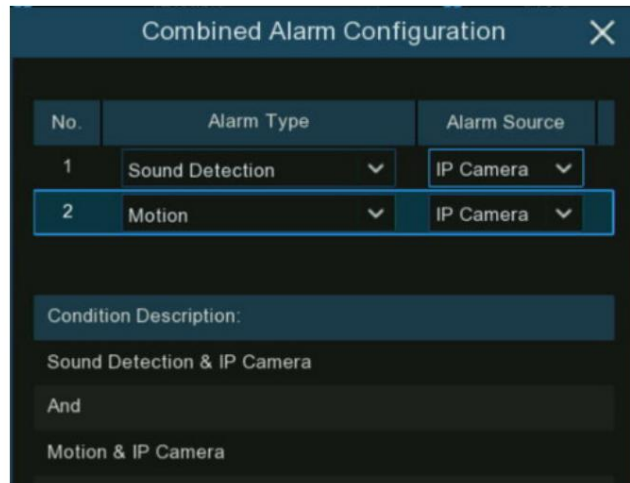 Combined Alarm Configuration
No. Alarm Type Alarm Source
1 Sound Detection IP Camera
2 Motion IP Camera
Condition Description:
Sound Detection & IP Camera
And
Motion & IP Camera